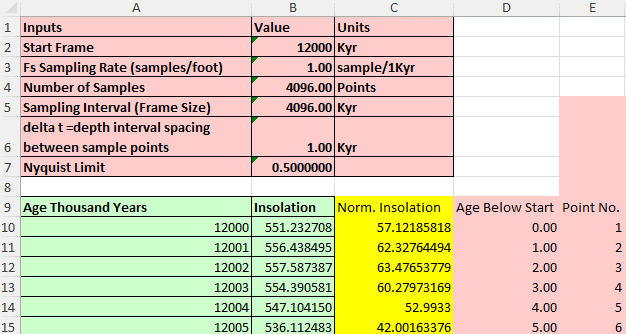 A B C D E
1 Inputs Value Units
2 Start Frame 12000 Kyr
3 Fs Sampling Rate (samples/foot) 1.00 sample/1Kyr
4 Number of Samples 4096.00 Points
5 Sampling Interval (Frame Size) 4096.00 Kyr
delta t =depth interval spacing
6 between sample points 1.00 Kyr
7 Nyquist Limit 0.5000000
8
9 Age Thousand Years Insolation Norm. Insolation Age Below Start Point No.
10 12000 551.232708 57.12185818 0.00 1
11 12001 556.438495 62.32764494 1.00 2
12 12002 557.587387 63.47653779 2.00 3
13 12003 554.390581 60.27973169 3.00 4
14 12004 547.104150 52.9933 4.00 5
15 12005 536.112483 42.00163376 5.00 6